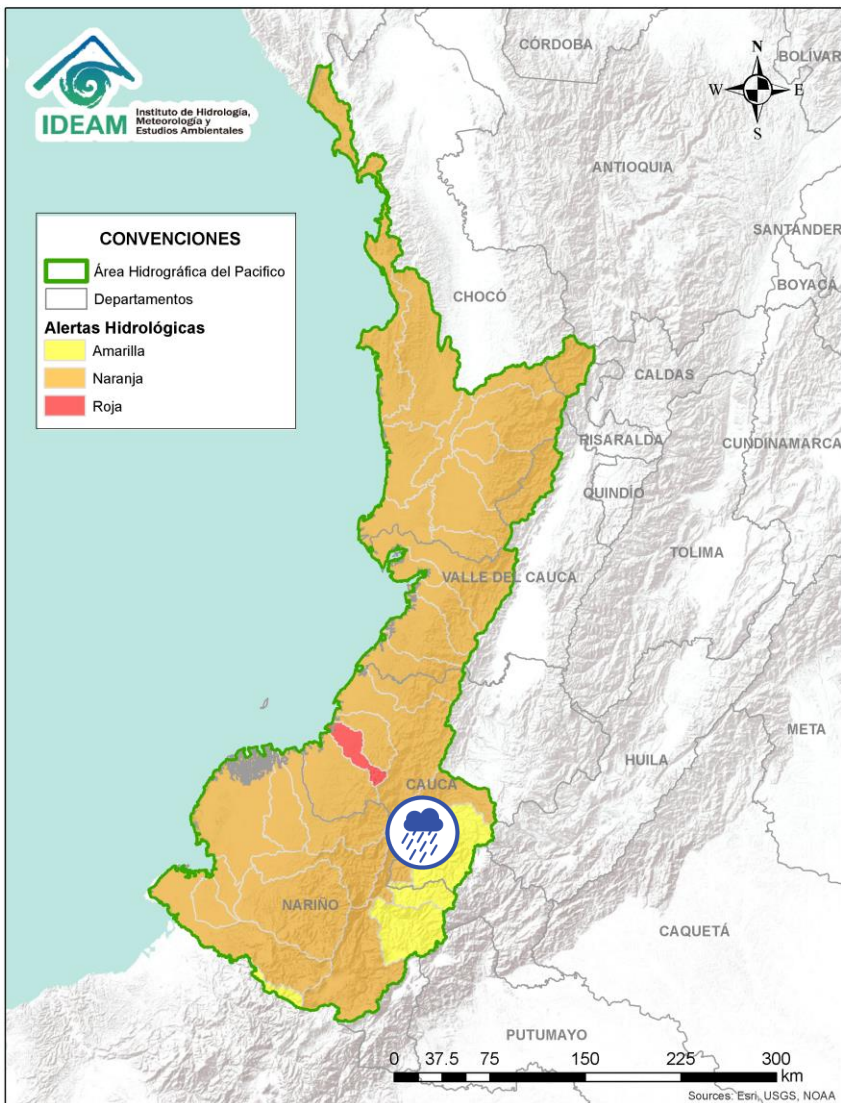 IDEAM
Instituto de Hidrología,
Meteorología y
Estudios Ambientales
CÓRDOBA
BOLÍVAR
N
W
E
S
ANTIOQUIA
SANTANDER
BOYACÁ
CONVENCIONES
Área Hidrográfica del Pacifico
Departamentos
Alertas Hidrológicas
Amarilla
Naranja
Roja
CHOCÓ
CALDAS
RISARALDA
CUNDINAMARCA
QUINDÍO
TOLIMA
VALLE DEL CAUCA
META
HUILA
CAUCA
NARIÑO
CAQUETÁ
PUTUMAYO
0 37.5 75 150 225 300
km
Sources: Esri, USGS, NOAA